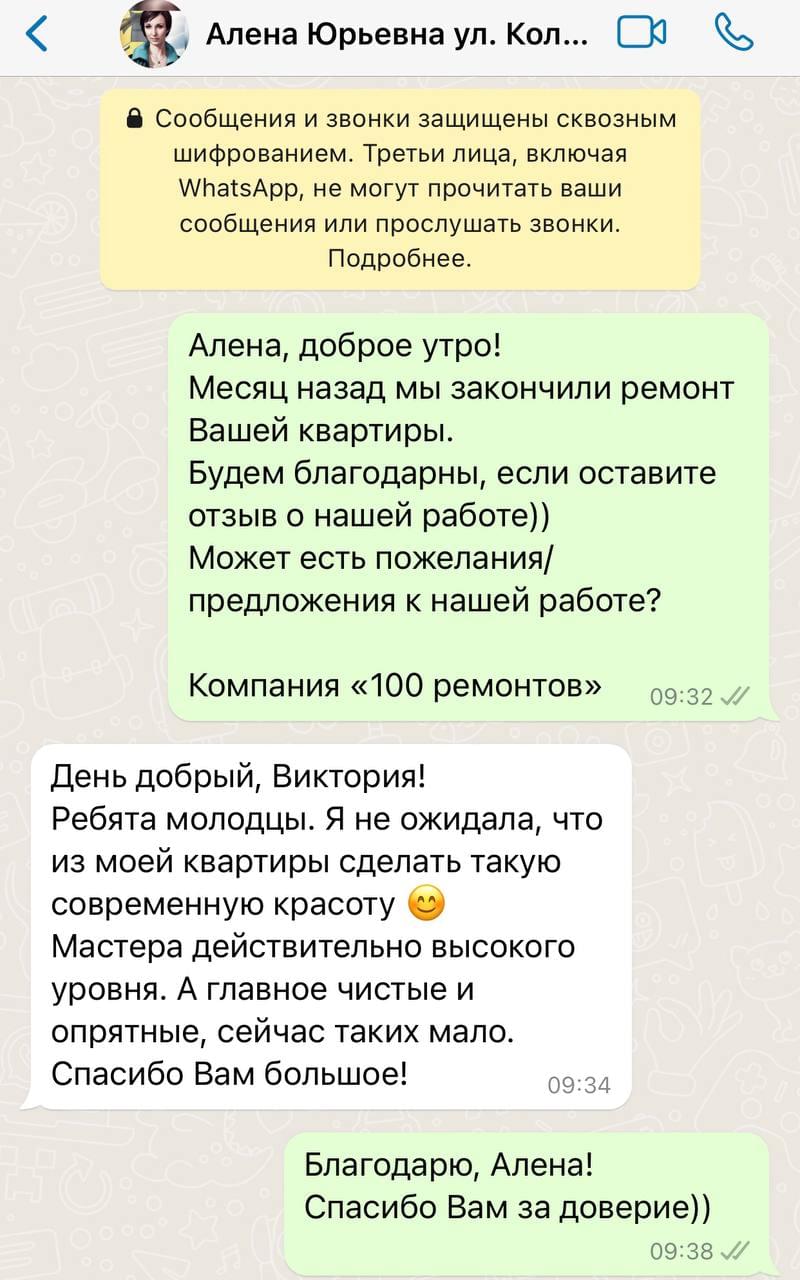 Алена Юрьевна ул. Кол...
Сообщения и звонки защищены сквозным
шифрованием. Третьи лица, включая
WhatsApp, не могут прочитать ваши
сообщения или прослушать звонки.
Подробнее.
Алена, доброе утро!
Месяц назад мы закончили ремонт
Вашей квартиры.
Будем благодарны, если оставите
отзыв о нашей работе))
Может есть пожелания/
предложения к нашей работе?
Компания «100 ремонтов»
09:32
День добрый, Виктория!
Ребята молодцы. Я не ожидала, что
из моей квартиры сделать такую
современную красоту 😊
Мастера действительно высокого
уровня. А главное чистые и
опрятные, сейчас таких мало.
Спасибо Вам большое!
09:34
Благодарю, Алена!
Спасибо Вам за доверие))
09:38